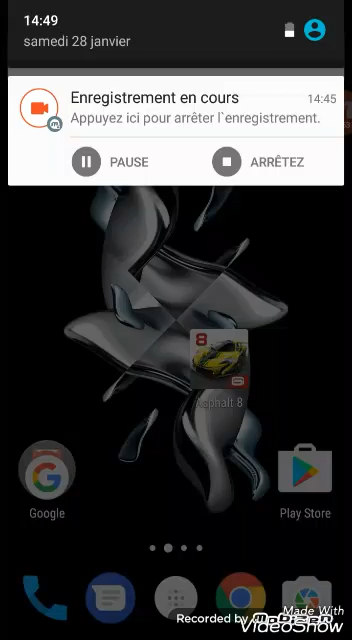 14:49
samedi 28 janvier
Enregistrement en cours
14:45
Appuyez ici pour arrêter l`enregistrement.
PAUSE
ARRÊTEZ
8
Asphalt 8
Google
Play Store
Made With
Recorded by
VideoShow